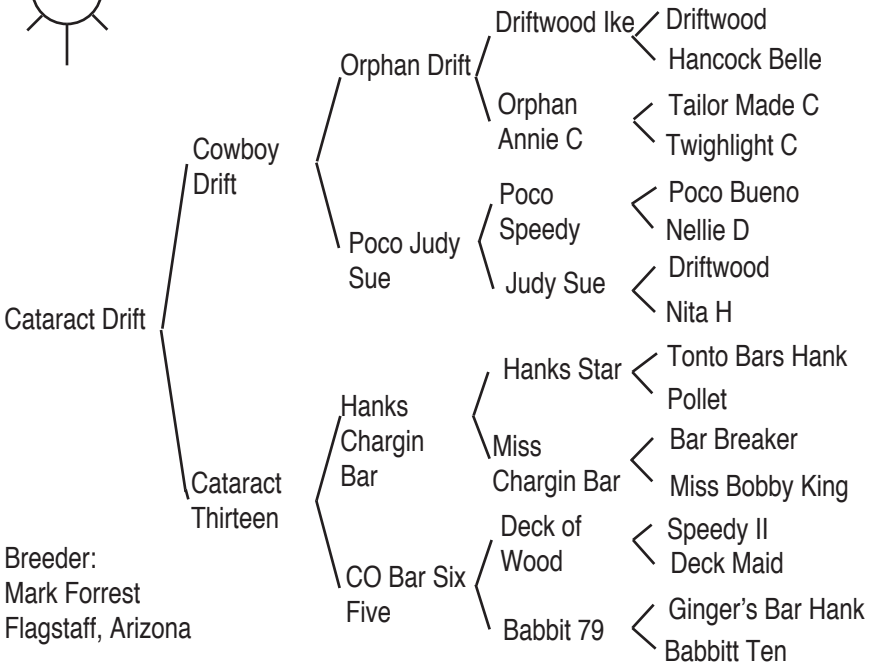 Cataract Drift
Cowboy
Drift
Cataract
Thirteen
Orphan Drift
Poco Judy
Sue
Hanks
Chargin
Bar
CO Bar Six
Five
Driftwood Ike
Orphan
Annie C
Poco
Speedy
Judy Sue
Hanks Star
Miss
Chargin Bar
Deck of
Wood
Babbit 79
Driftwood
Hancock Belle
Tailor Made C
Twighlight C
Poco Bueno
Nellie D
Driftwood
Nita H
Tonto Bars Hank
Pollet
Bar Breaker
Miss Bobby King
Speedy II
Deck Maid
Ginger's Bar Hank
Babbitt Ten
Breeder:
Mark Forrest
Flagstaff, Arizona